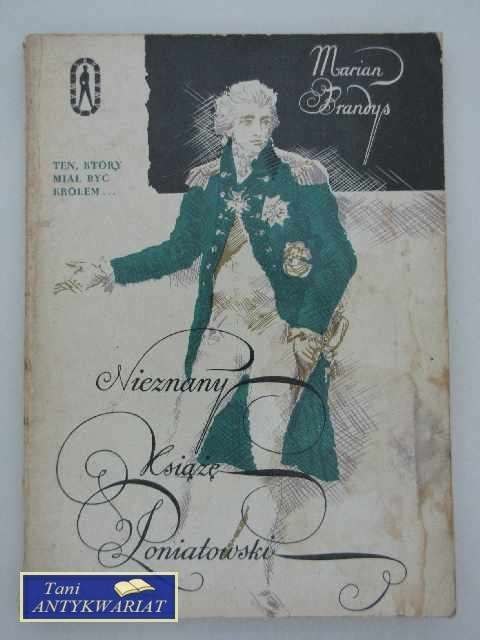 Marian
Brandys
TEN, KTÓRY
MIAŁ BYĆ
KRÓLEM...
Nieznany
Książę
Poniatowski
Tani
ANTYKWARIAT